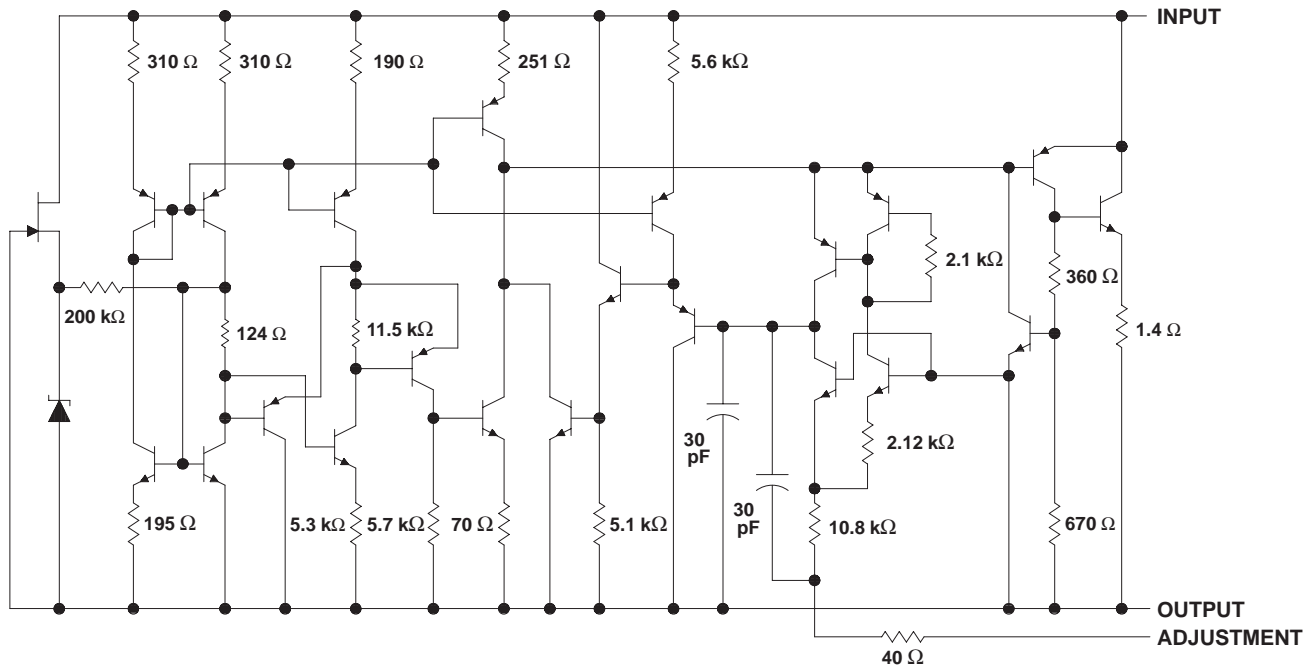 INPUT
310 Ω
310 Ω
190 Ω
251 Ω
5.6 kΩ
2.1 kΩ
360 Ω
200 kΩ
124 Ω
11.5 kΩ
1.4 Ω
30
pF
2.12 kΩ
30
pF
195 Ω
5.3 kΩ
5.7 kΩ
70 Ω
5.1 kΩ
10.8 kΩ
670 Ω
OUTPUT
ADJUSTMENT
40 Ω